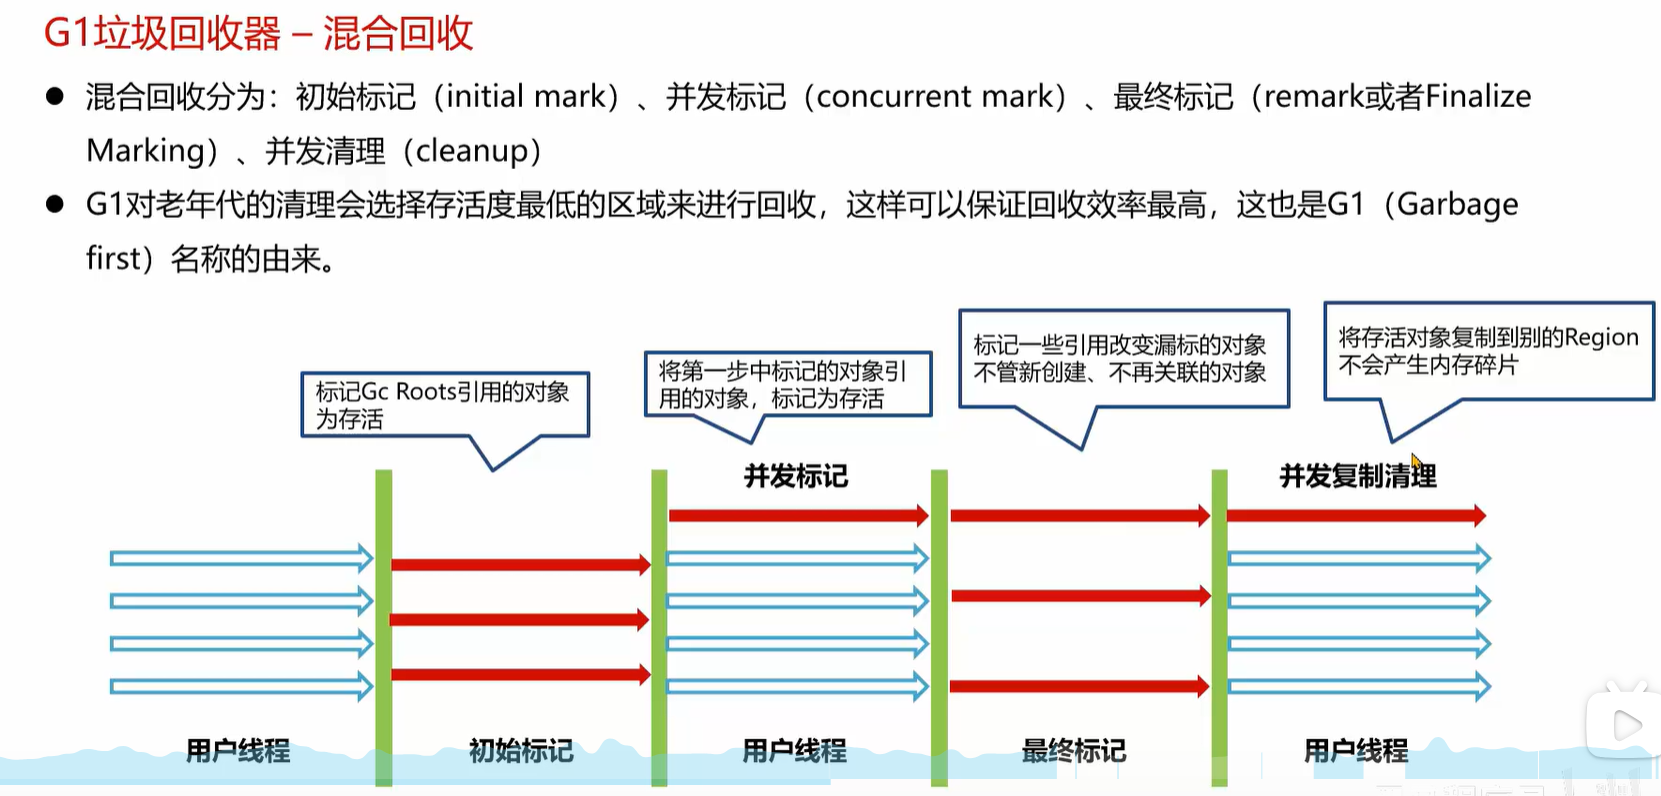 G1垃圾回收器 – 混合回收
● 混合回收分为：初始标记（initial mark）、并发标记（concurrent mark）、最终标记（remark或者Finalize
Marking）、并发清理（cleanup）
● G1对老年代的清理会选择存活度最低的区域来进行回收，这样可以保证回收效率最高，这也是G1（Garbage
first）名称的由来。
标记Gc Roots引用的对象
为存活
将第一步中标记的对象引
用的对象，标记为存活
标记一些引用改变漏标的对象
不管新创建、不再关联的对象
将存活对象复制到别的Region
不会产生内存碎片
并发标记
并发复制清理
用户线程
初始标记
用户线程
最终标记
用户线程